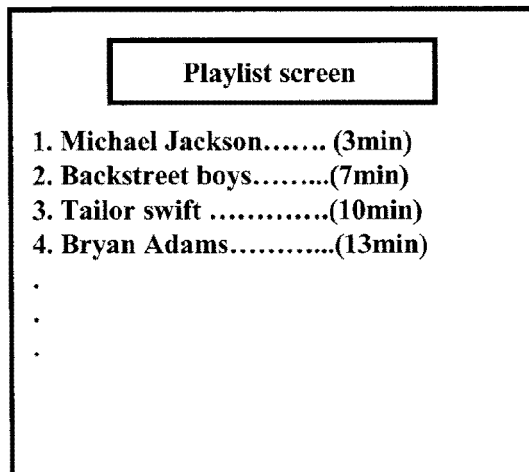 Playlist screen
1. Michael Jackson……. (3min)
2. Backstreet boys……...(7min)
3. Tailor swift ………….(10min)
4. Bryan Adams………...(13min)
.
.
.